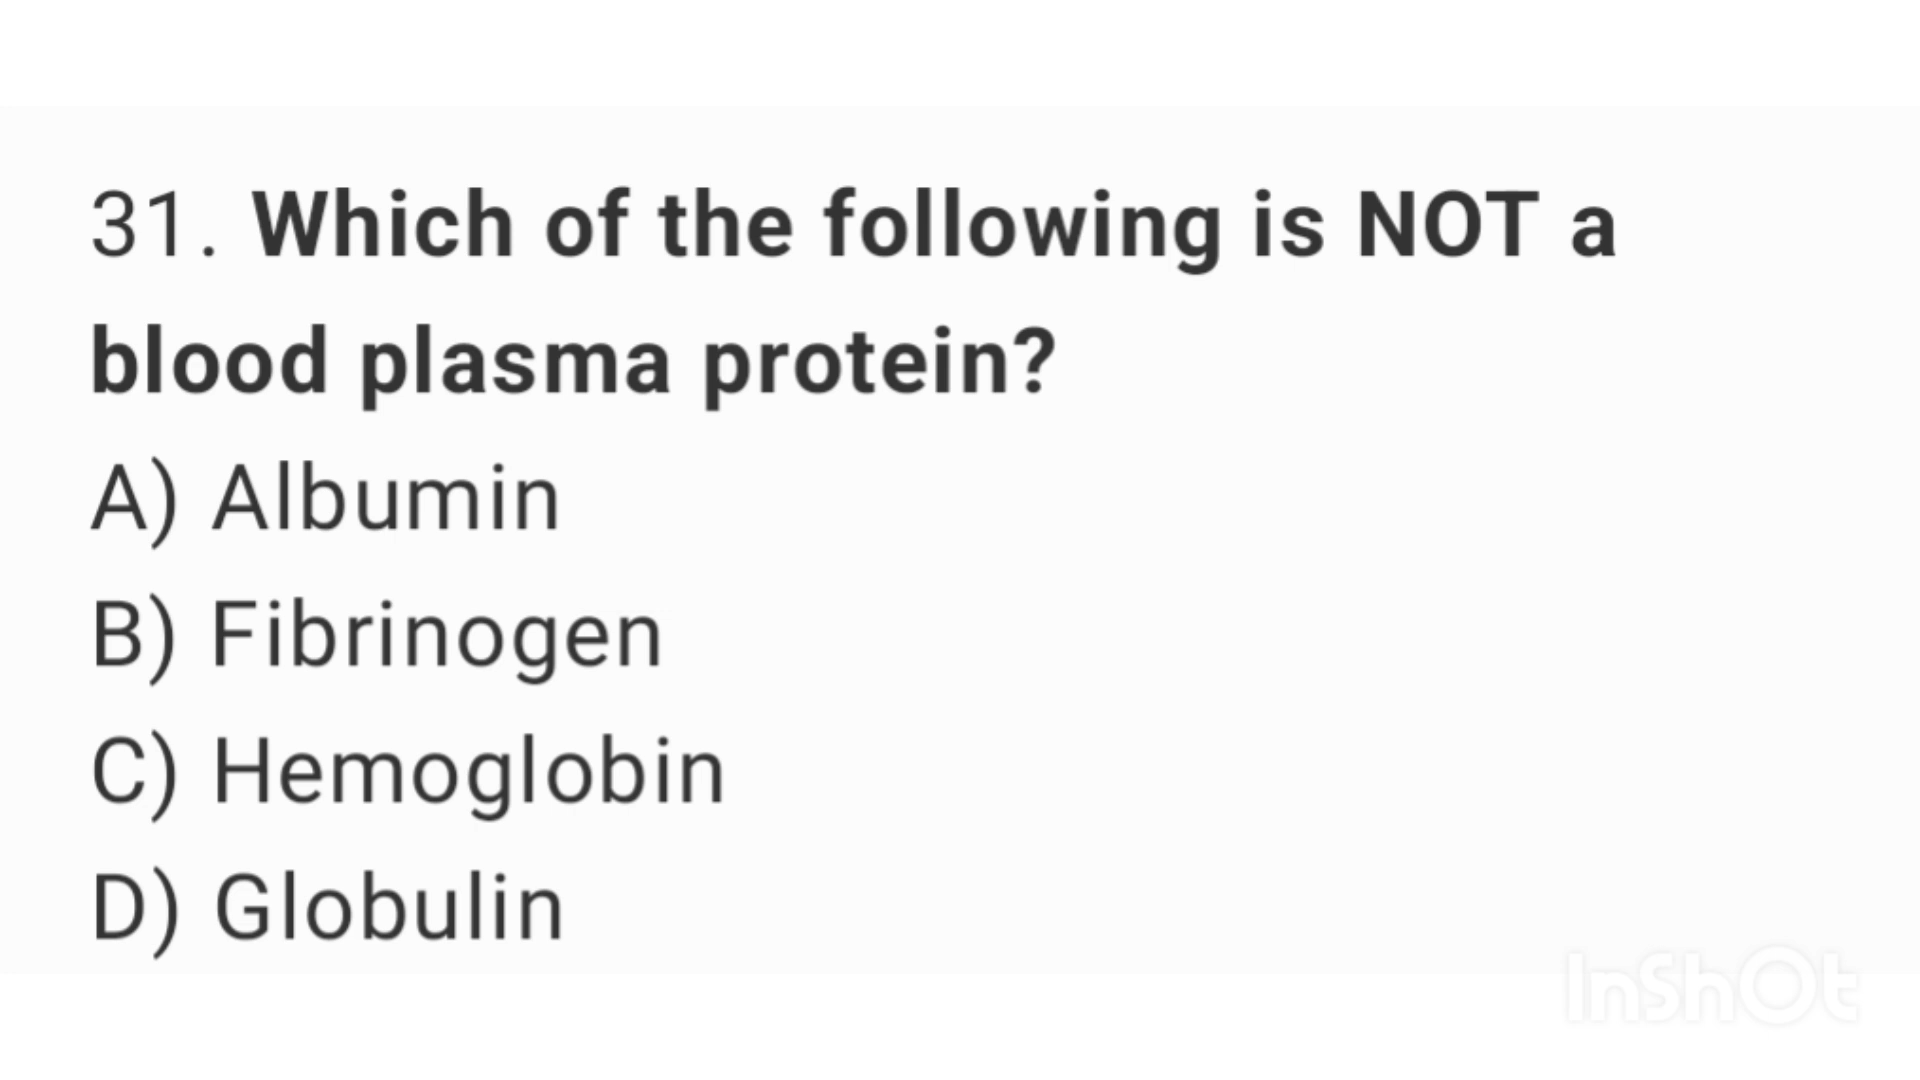 31. Which of the following is NOT a
blood plasma protein?
A) Albumin
B) Fibrinogen
C) Hemoglobin
D) Globulin
InShOt